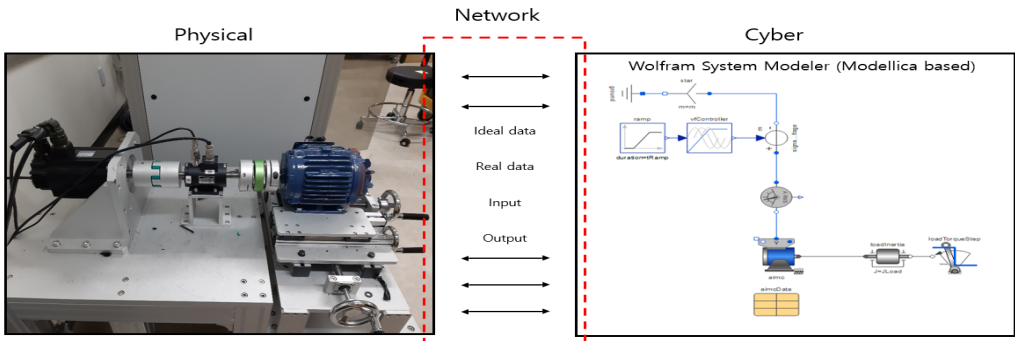 Network
Physical
Cyber
Wolfram System Modeler (Modellica based)
star
ground
m=m
ramp
vfController
m
duration=tRamp
Ideal data
Real data
Input
Output
loadInertia
loadTorqueStep
aimc
J=JLoad
aimcData